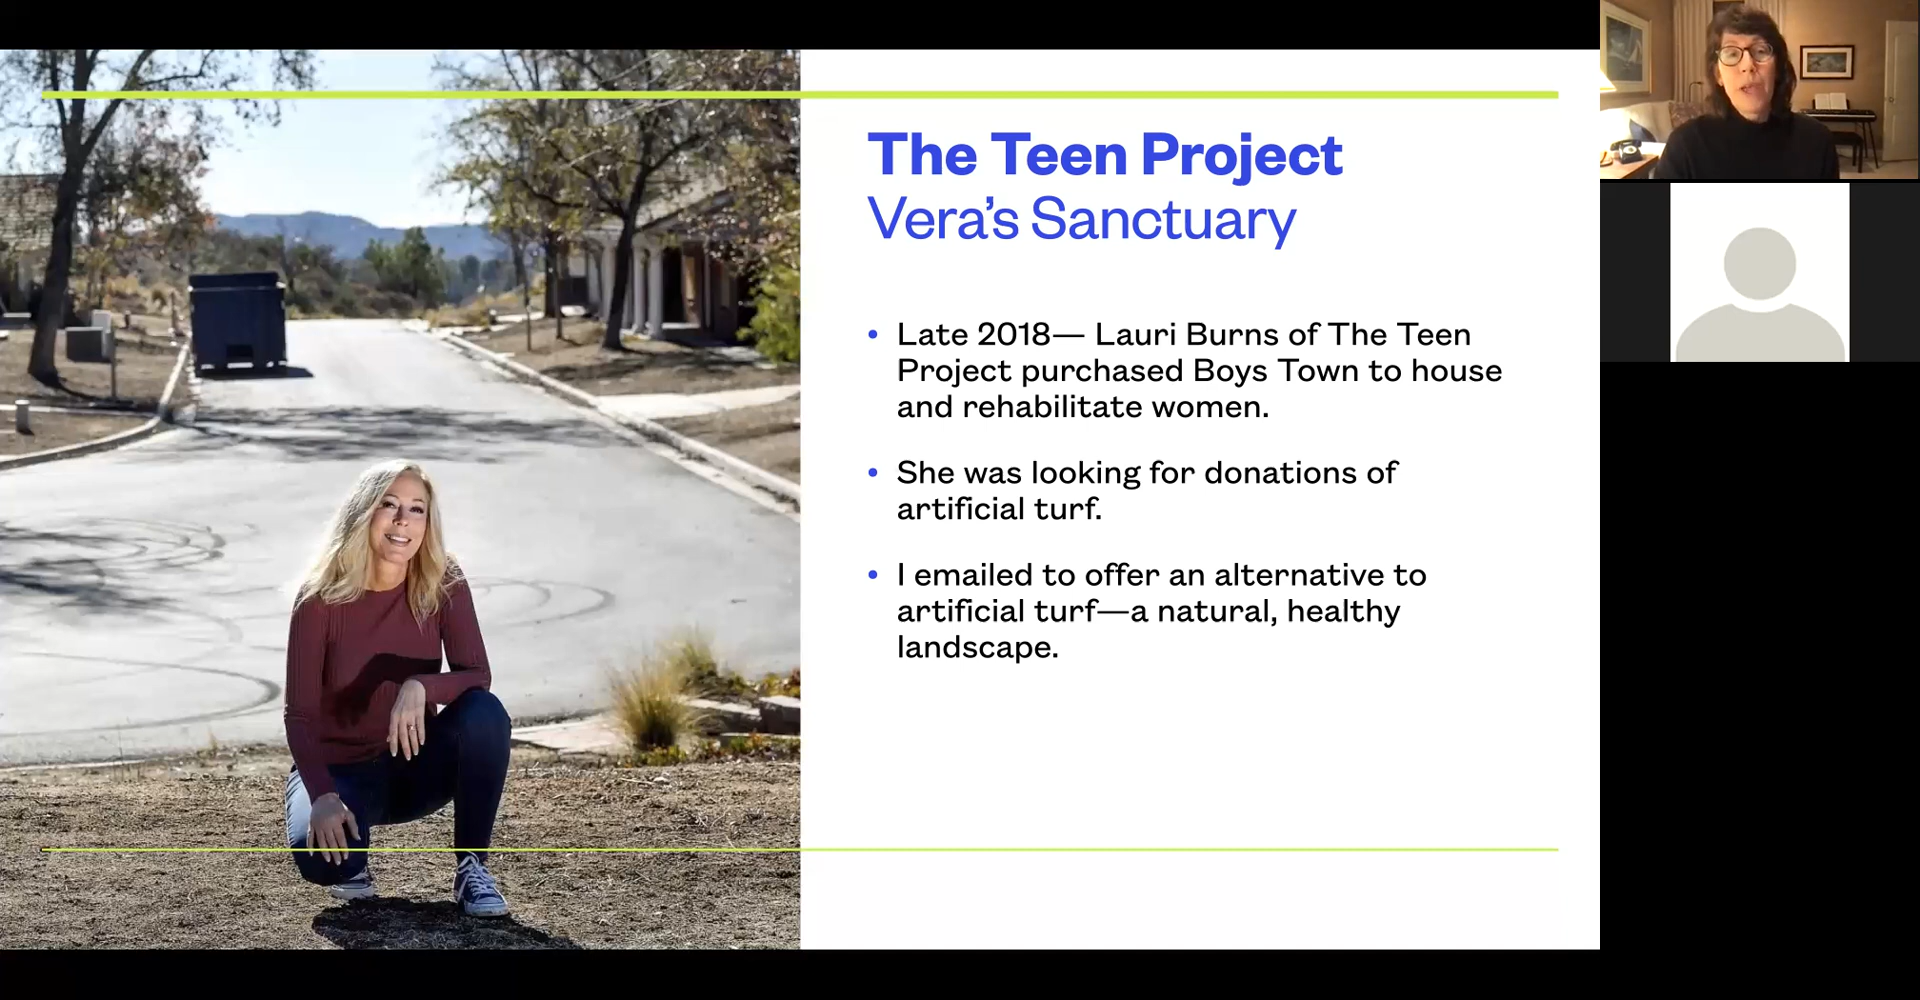 The Teen Project
Vera’s Sanctuary
• Late 2018— Lauri Burns of The Teen
Project purchased Boys Town to house
and rehabilitate women.
• She was looking for donations of
artificial turf.
• I emailed to offer an alternative to
artificial turf—a natural, healthy
landscape.